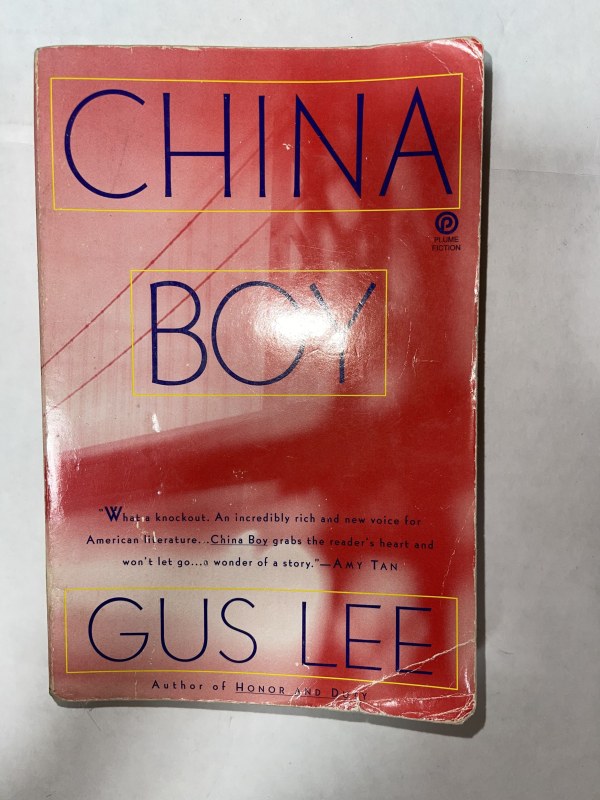 CHINA
PLUME
FICTION
BOY
"What a knockout. An incredibly rich and new voice for
American literature...China Boy grabs the reader's heart and
won't let go...a wonder of a story."—AMY TAN
GUS LEE
Author of HONOR AND DUTY